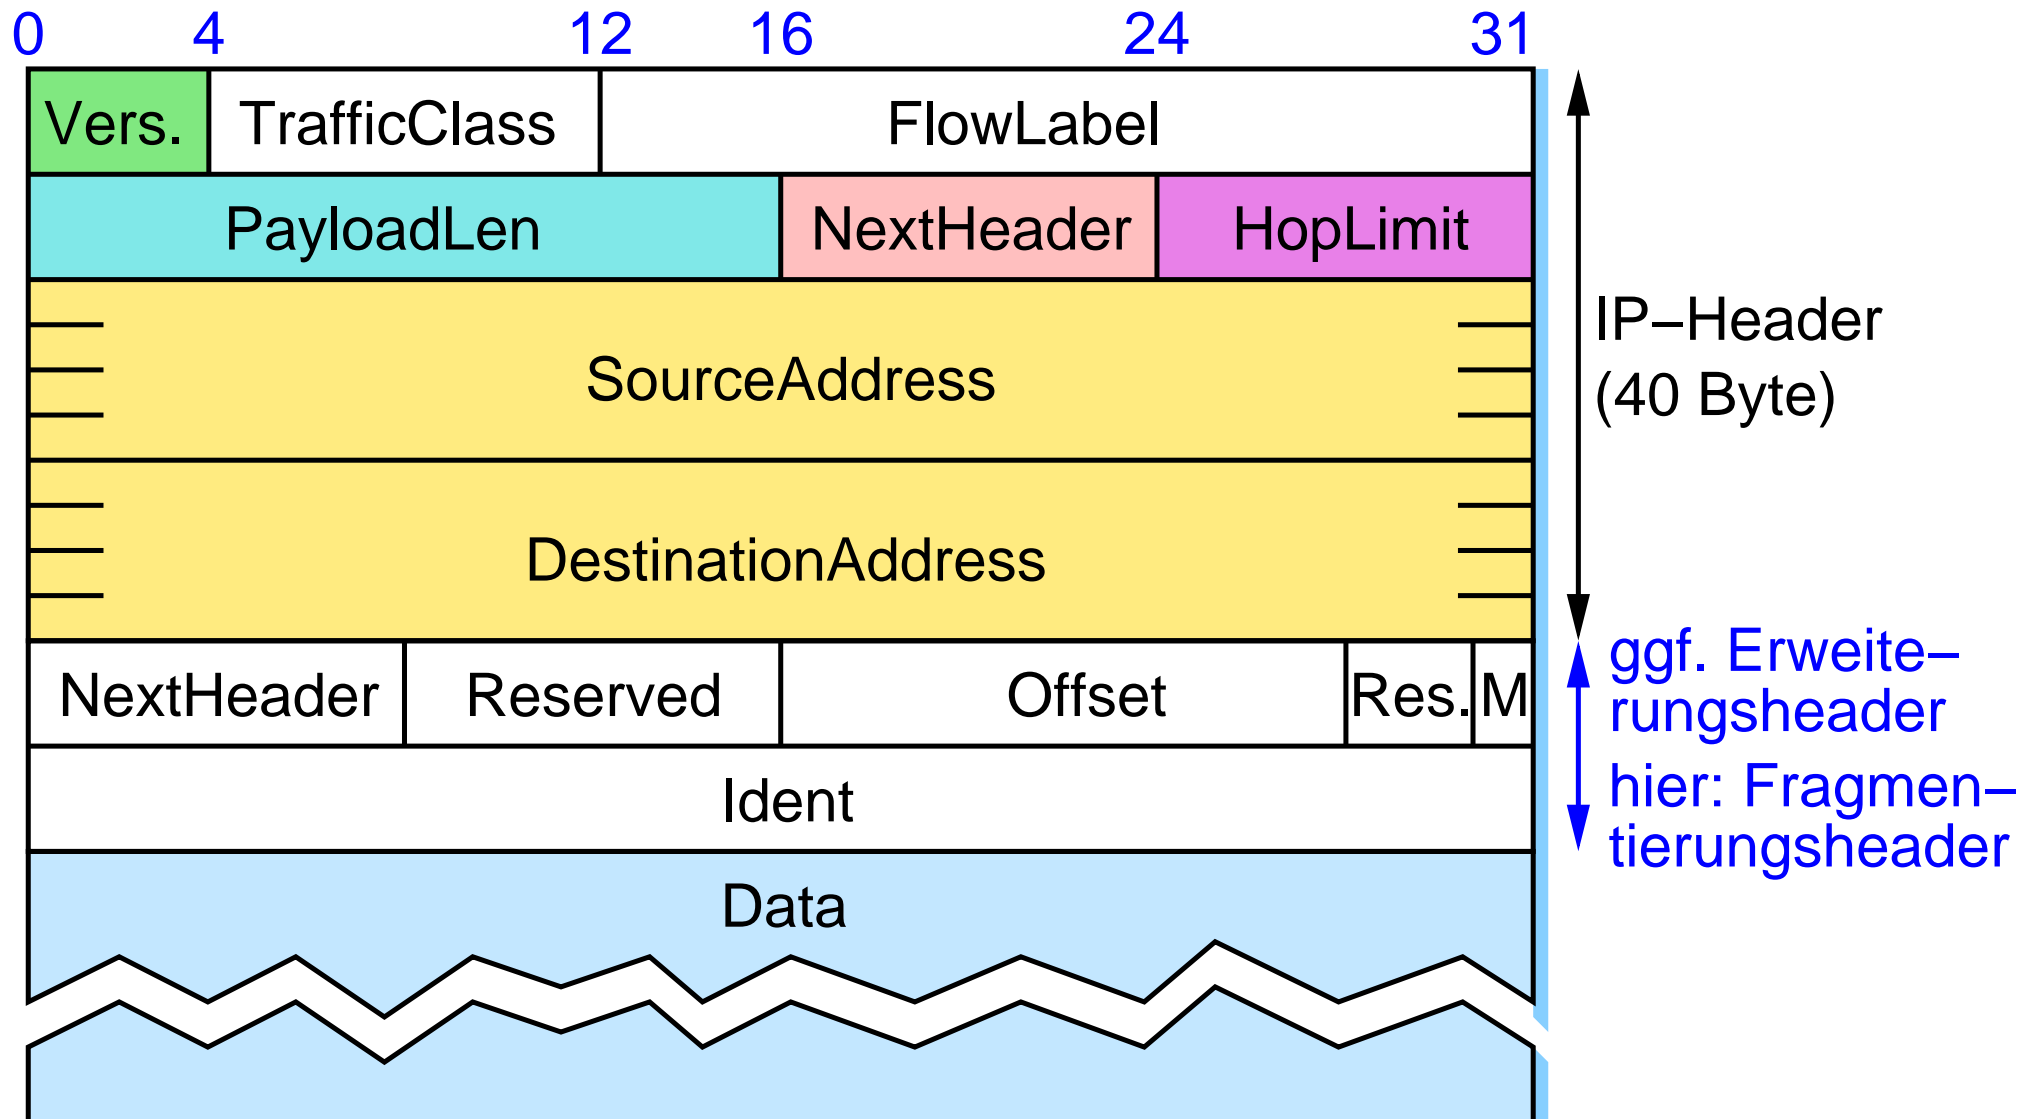 0 4 12 16 24 31
Vers. TrafficClass FlowLabel
PayloadLen NextHeader HopLimit
SourceAddress
DestinationAddress
IP–Header
(40 Byte)
NextHeader Reserved Offset Res. M
Ident
ggf. Erweite–
rungsheader
hier: Fragmen–
tierungsheader
Data